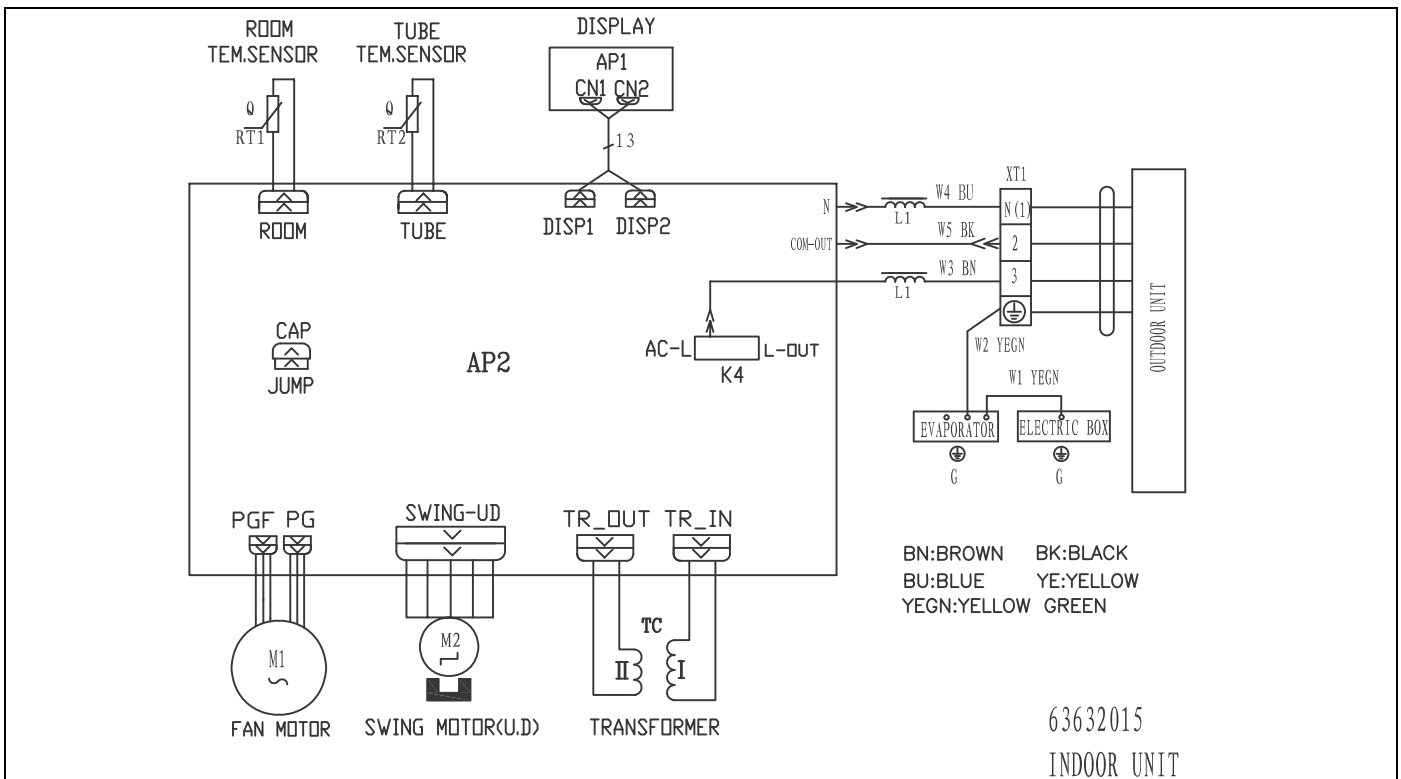 ROOM
TEM.SENSOR
TUBE
TEM.SENSOR
DISPLAY
AP1
CN1 CN2
Q
RT1
Q
RT2
13
ROOM
TUBE
DISP1 DISP2
XT1
N
L1
W4 BU
N(1)
COM-OUT
W5 BK
2
W3 BN
L1
3
OUTDOOR UNIT
CAP
JUMP
AP2
AC-L
L-OUT
K4
W2 YEGN
W1 YEGN
EVAPORATOR
ELECTRIC BOX
G
G
PGF PG
SWING-UD
TR_OUT TR_IN
BN:BROWN BK:BLACK
BU:BLUE YE:YELLOW
YEGN:YELLOW GREEN
M1
M2
TC
II
I
FAN MOTOR
SWING MOTOR(U.D)
TRANSFORMER
63632015
INDOOR UNIT